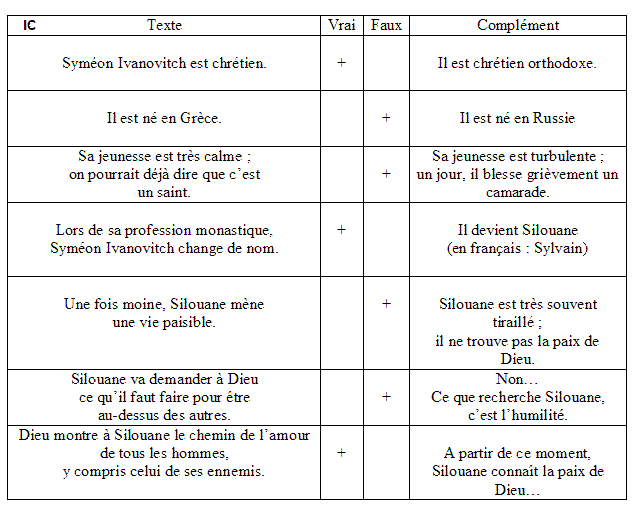 IC Texte Vrai Faux Complément
Syméon Ivanovitch est chrétien. + Il est chrétien orthodoxe.
Il est né en Grèce. + Il est né en Russie
Sa jeunesse est très calme ;
on pourrait déjà dire que c'est
un saint.
+
Sa jeunesse est turbulente ;
un jour, il blesse grièvement un
camarade.
Lors de sa profession monastique,
Syméon Ivanovitch change de nom.
+
Il devient Silouane
(en français : Sylvain)
Une fois moine, Silouane mène
une vie paisible.
+
Silouane est très souvent
tiraillé ;
il ne trouve pas la paix de
Dieu.
Silouane va demander à Dieu
ce qu'il faut faire pour être
au-dessus des autres.
+
Non…
Ce que recherche Silouane,
c'est l'humilité.
Dieu montre à Silouane le chemin de l'amour
de tous les hommes,
y compris celui de ses ennemis.
+
A partir de ce moment,
Silouane connaît la paix de
Dieu…